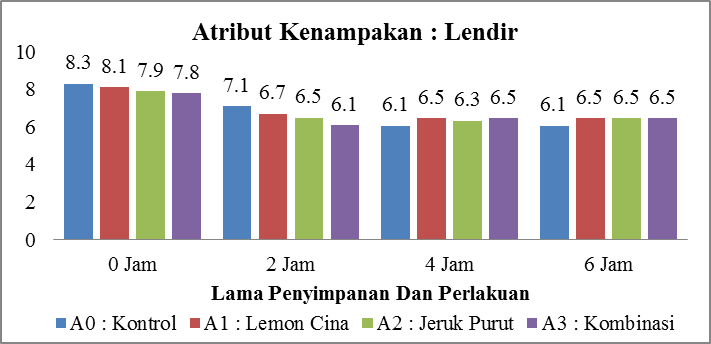 Atribut Kenampakan : Lendir
10
8
6
4
2
0
8.3 8.1 7.9 7.8
7.1 6.7 6.5 6.1
6.1 6.5 6.3 6.5
6.1 6.5 6.5 6.5
0 Jam 2 Jam 4 Jam 6 Jam
Lama Penyimpanan Dan Perlakuan
A0 : Kontrol A1 : Lemon Cina A2 : Jeruk Purut A3 : Kombinasi